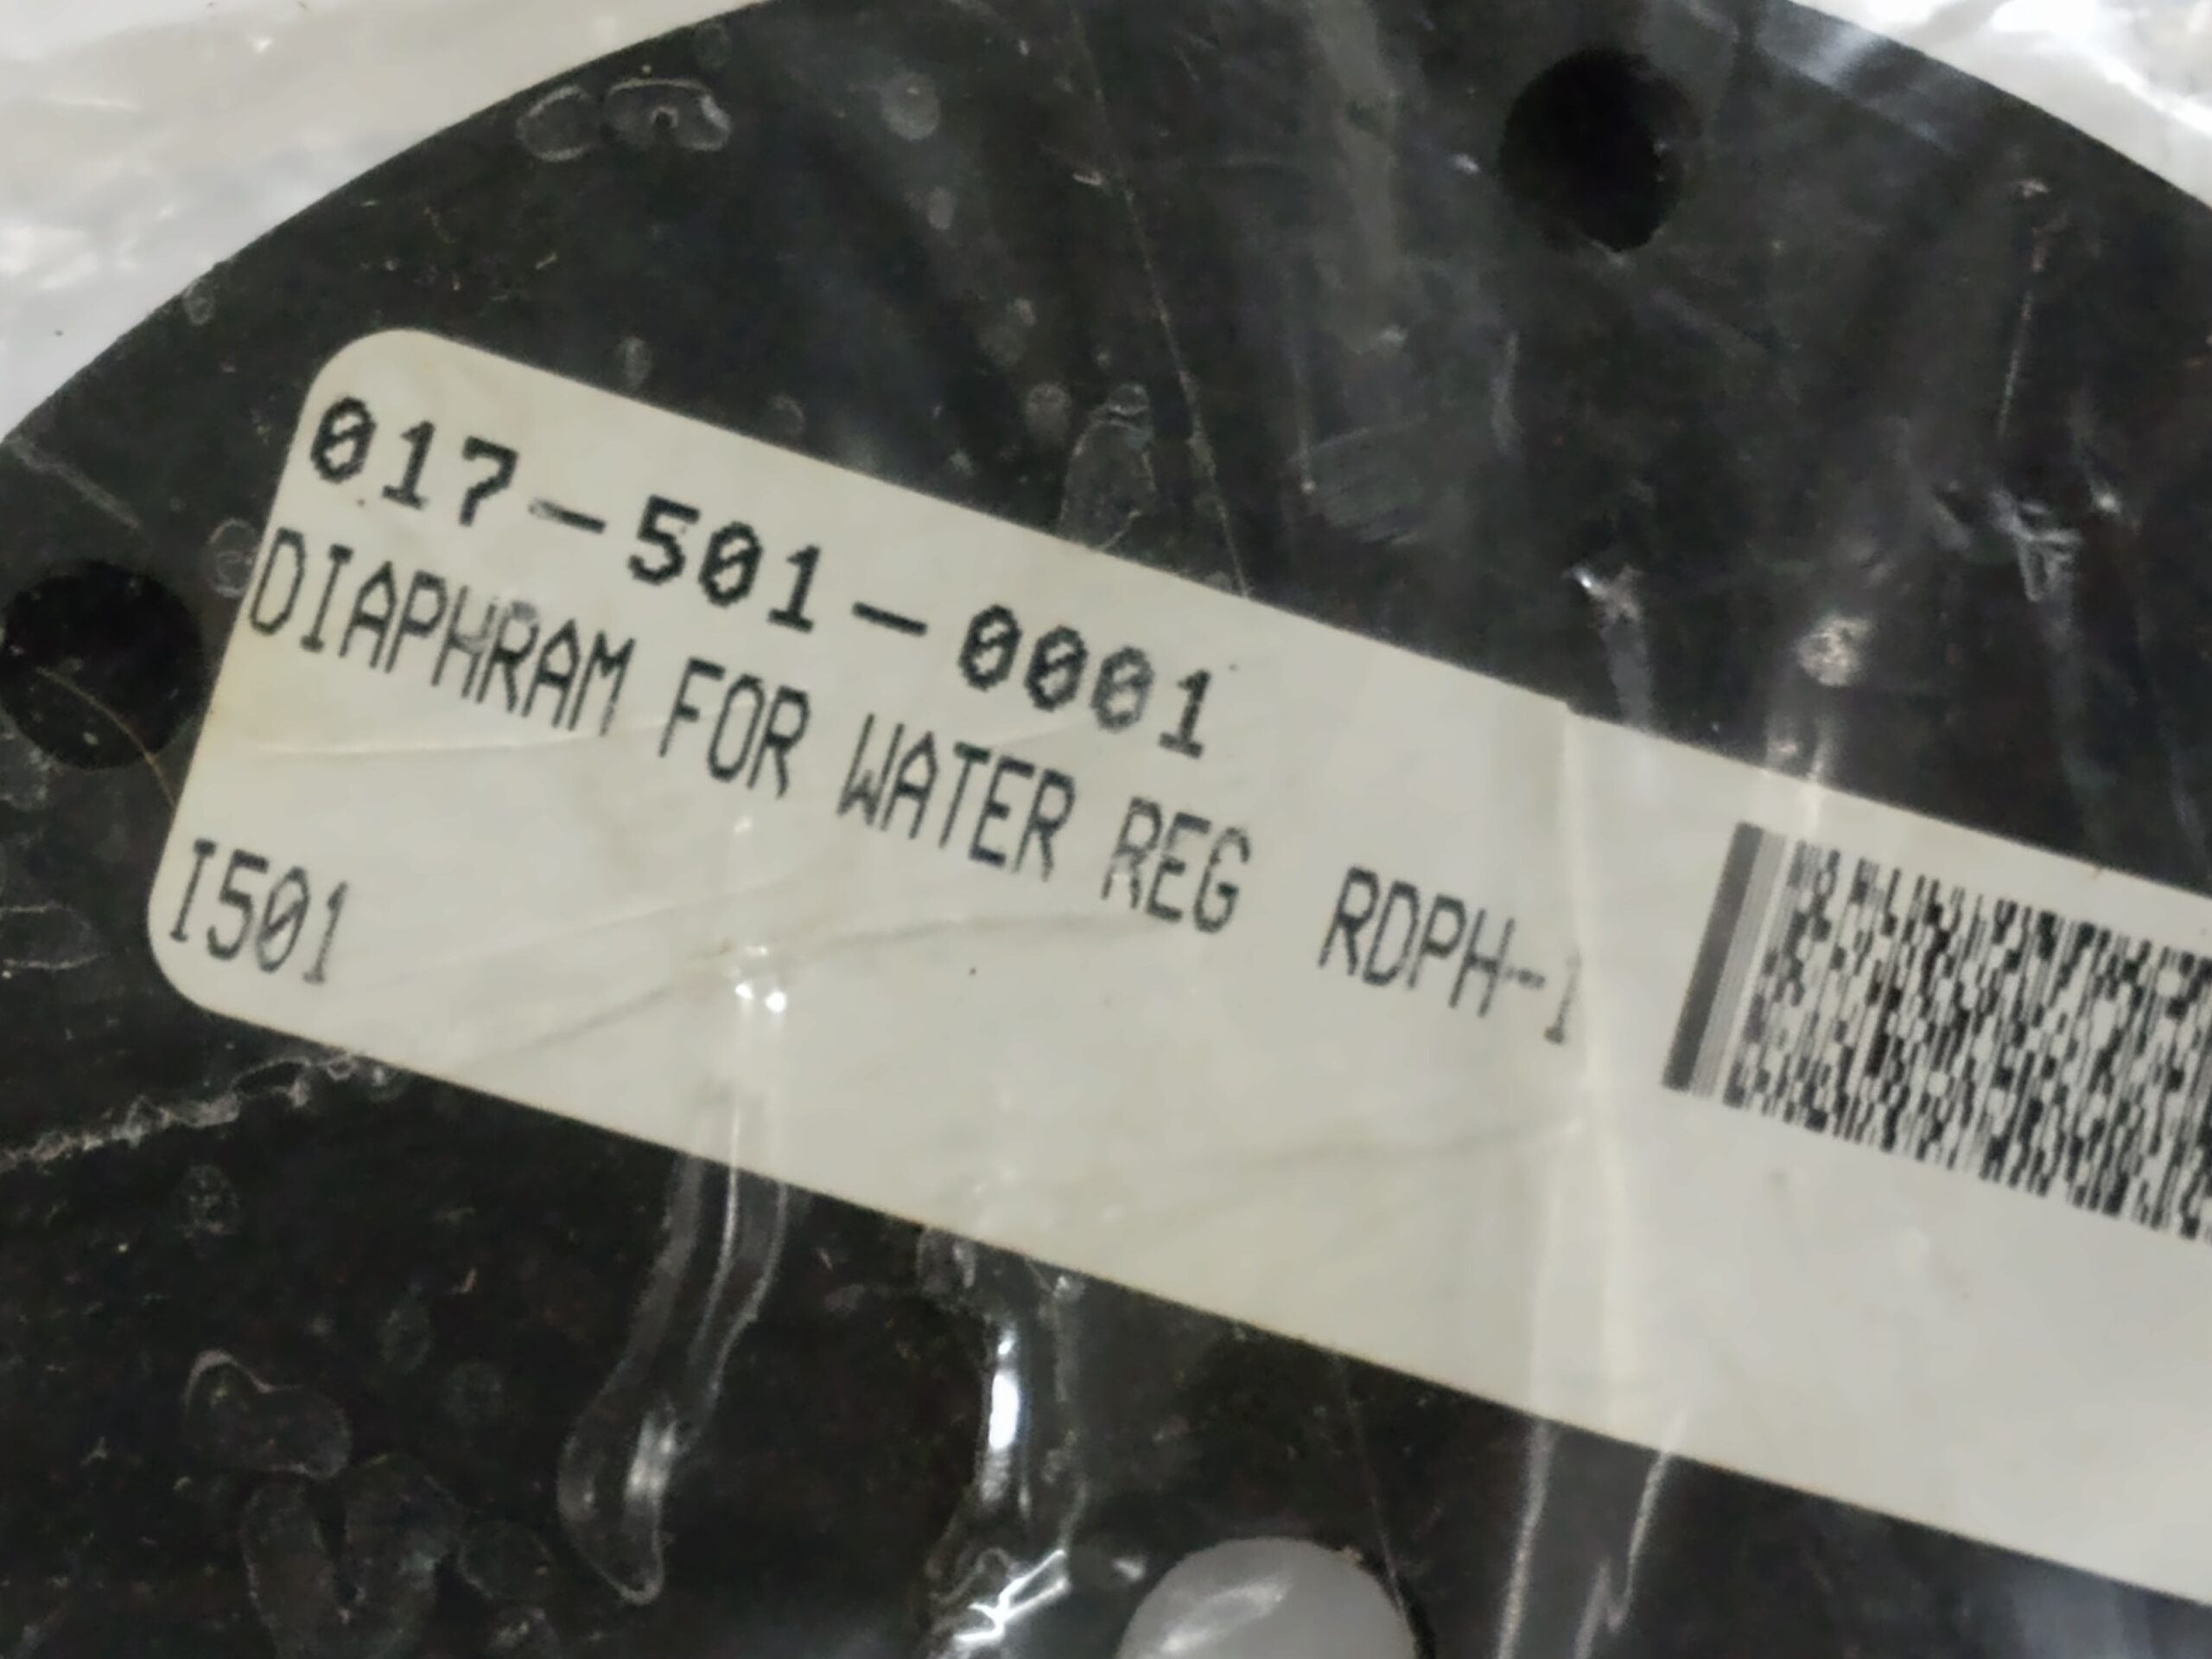 017-501-0001
DIAPHRAM FOR WATER REG RDPH-1
I501